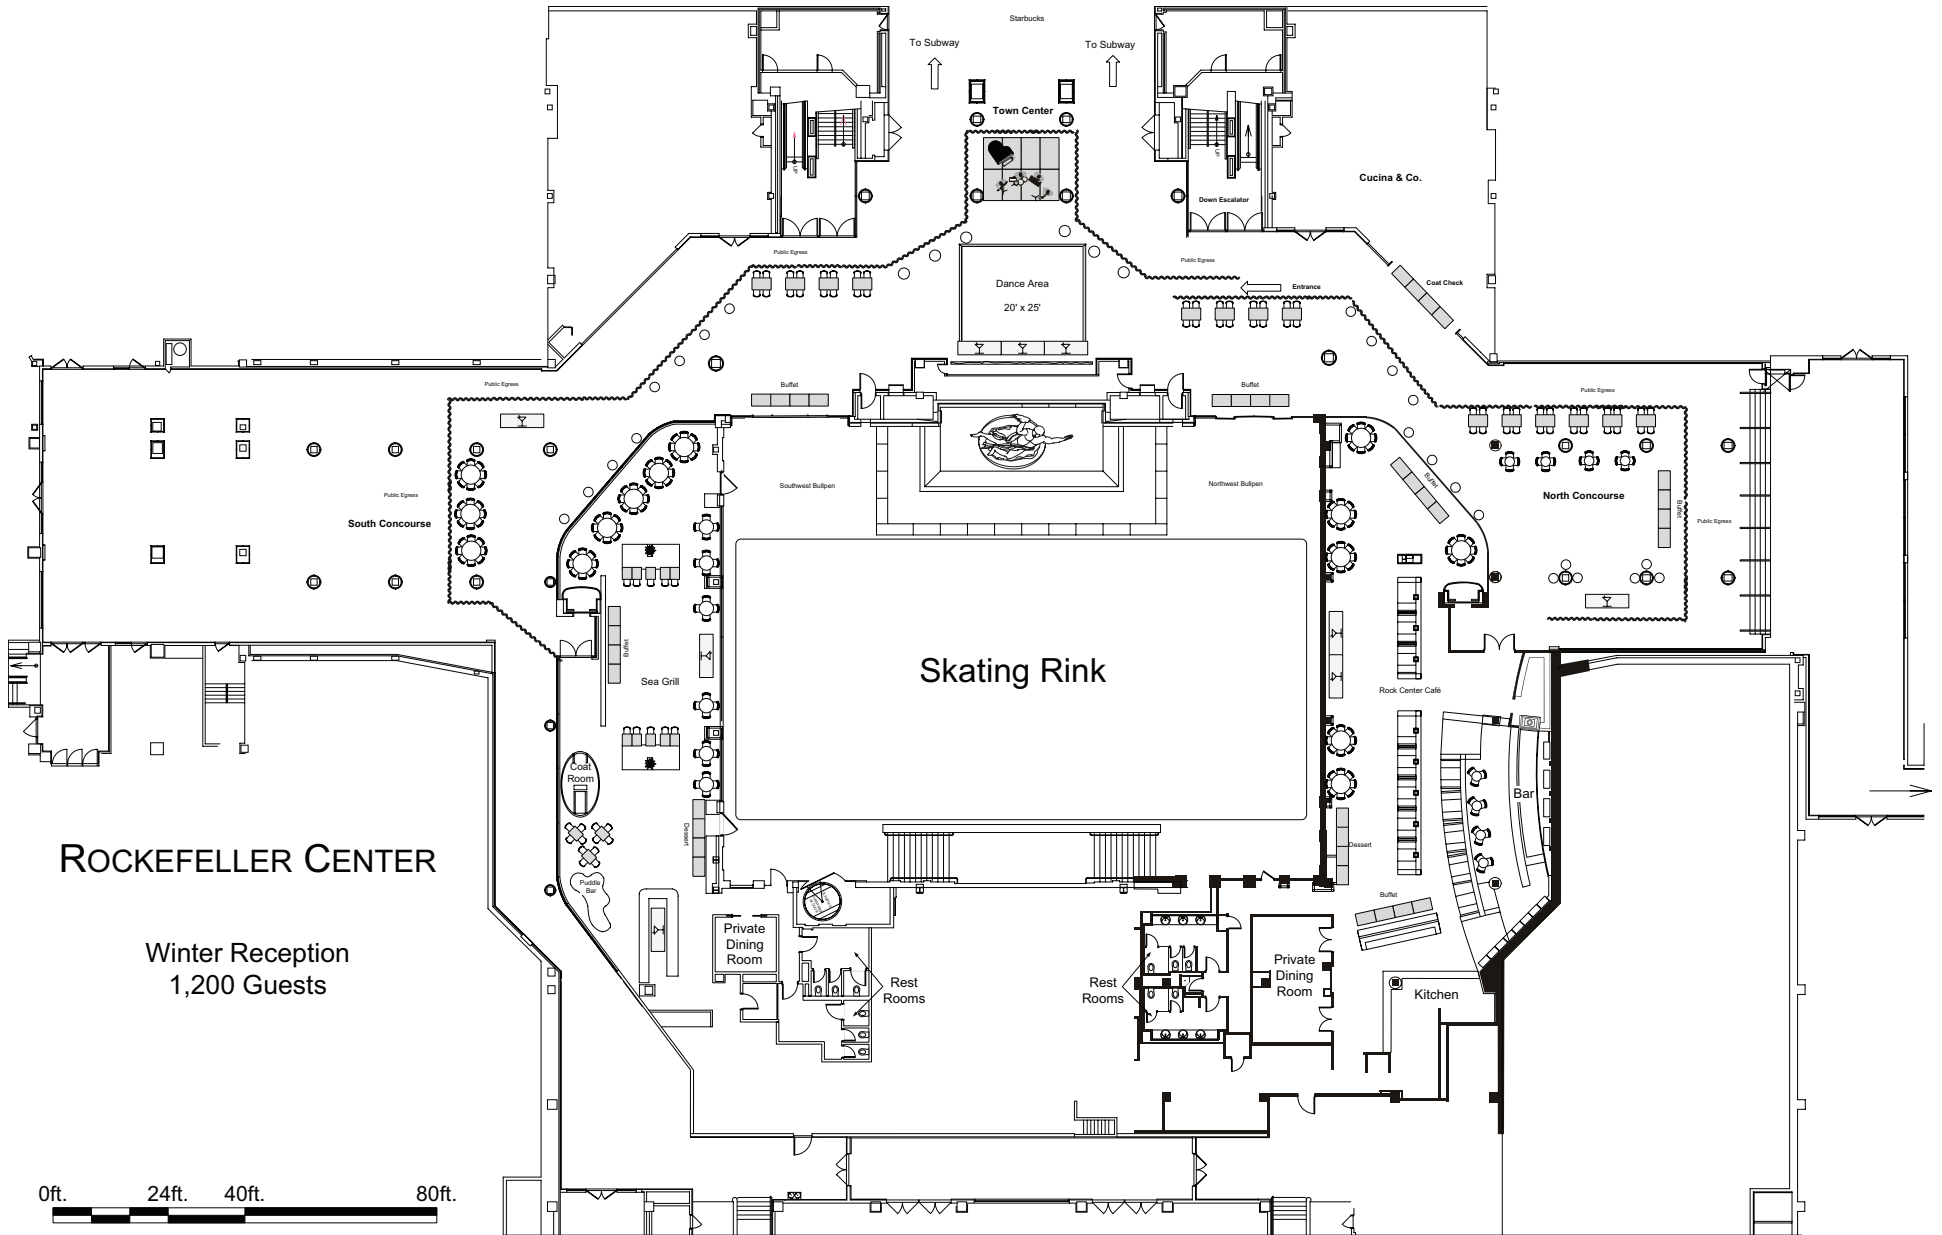 Starbucks
To Subway
To Subway
Town Center
UP
UP
Cucina & Co.
Down Escalator
Public Egress
Public Egress
Dance Area
20' x 25'
Entrance
Coat Check
Public Egress
Buffet
Buffet
Public Egress
Southwest Bullpen
Northwest Bullpen
Buffet
Public Egress
South Concourse
North Concourse
Buffet
Public Egress
Buffet
Sea Grill
Skating Rink
Rock Center Café
Coat
Room
Bar
Dessert
Dessert
ROCKEFELLER CENTER
Puddle
Bar
Buffet
Winter Reception
1,200 Guests
Private
Dining
Room
Rest
Rooms
Rest
Rooms
Private
Dining
Room
Kitchen
0ft.
24ft.
40ft.
80ft.